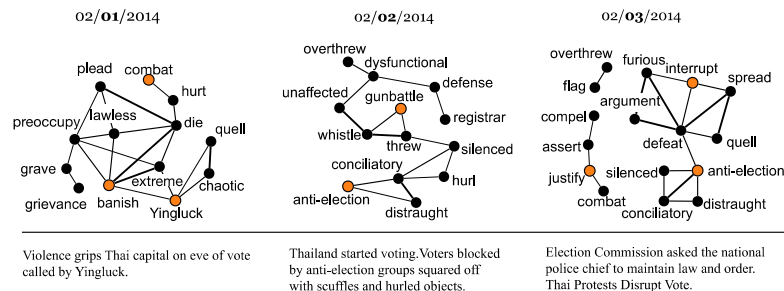 02/01/2014
plead
combat
hurt
lawless
preoccupy
die
quell
grave
extreme
chaotic
grievance
banish
Yingluck
Violence grips Thai capital on eve of vote
called by Yingluck.
02/02/2014
overthrew
dysfunctional
defense
unaffected
gunbattle
registrar
whistle
threw
silenced
conciliatory
hurl
anti-election
distraught
Thailand started voting.Voters blocked
by anti-election groups squared off
with scuffles and hurled objects.
02/03/2014
overthrew
furious
interrupt
flag
spread
argument
compel
defeat
quell
assert
silenced
anti-election
justify
combat
conciliatory
distraught
Election Commission asked the national
police chief to maintain law and order.
Thai Protests Disrupt Vote.